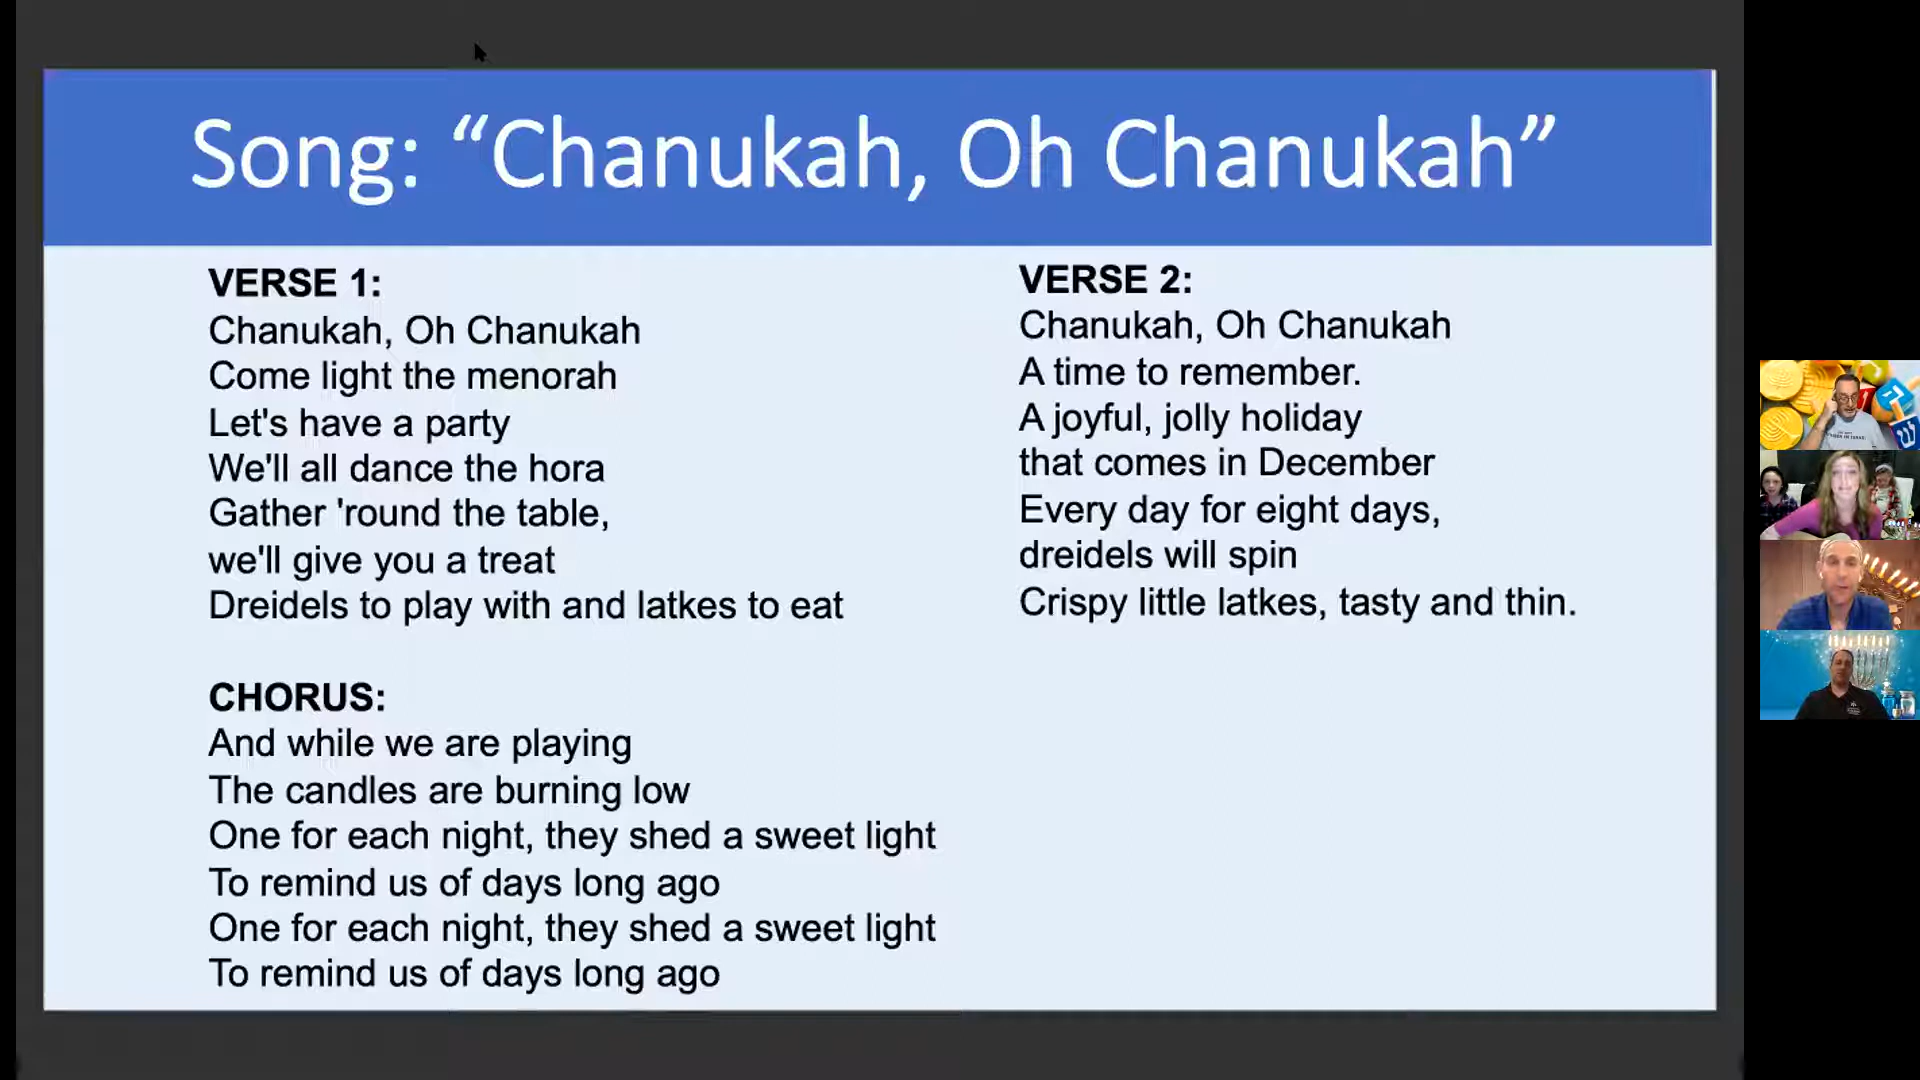 Song: “Chanukah, Oh Chanukah”
VERSE 1:
Chanukah, Oh Chanukah
Come light the menorah
Let's have a party
We'll all dance the hora
Gather 'round the table,
we'll give you a treat
Dreidels to play with and latkes to eat
CHORUS:
And while we are playing
The candles are burning low
One for each night, they shed a sweet light
To remind us of days long ago
One for each night, they shed a sweet light
To remind us of days long ago
VERSE 2:
Chanukah, Oh Chanukah
A time to remember.
A joyful, jolly holiday
that comes in December
Every day for eight days,
dreidels will spin
Crispy little latkes, tasty and thin.
ה
ש